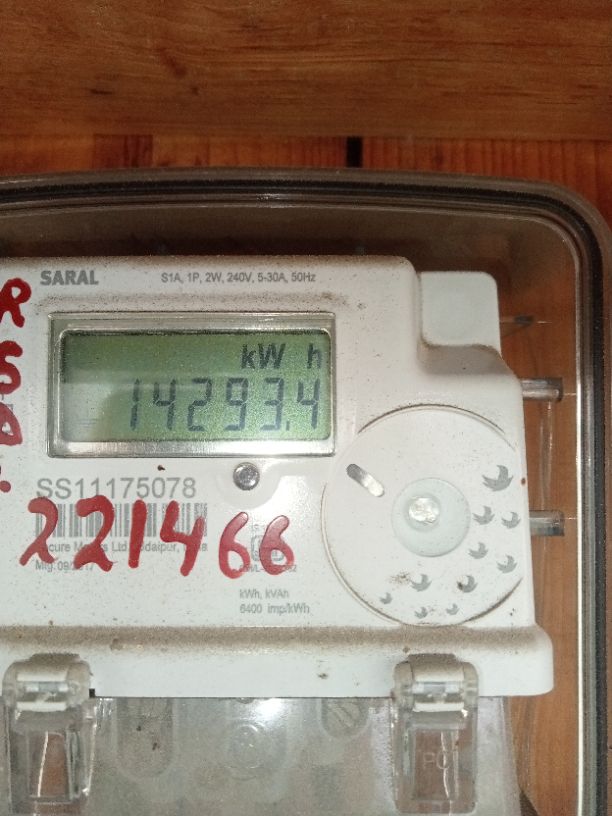 SARAL
S1A, 1P, 2W, 240V, 5-30A, 50Hz
kW h
14293.4
SS11175078
221466
kWh, kVAh
6400 imp/kWh